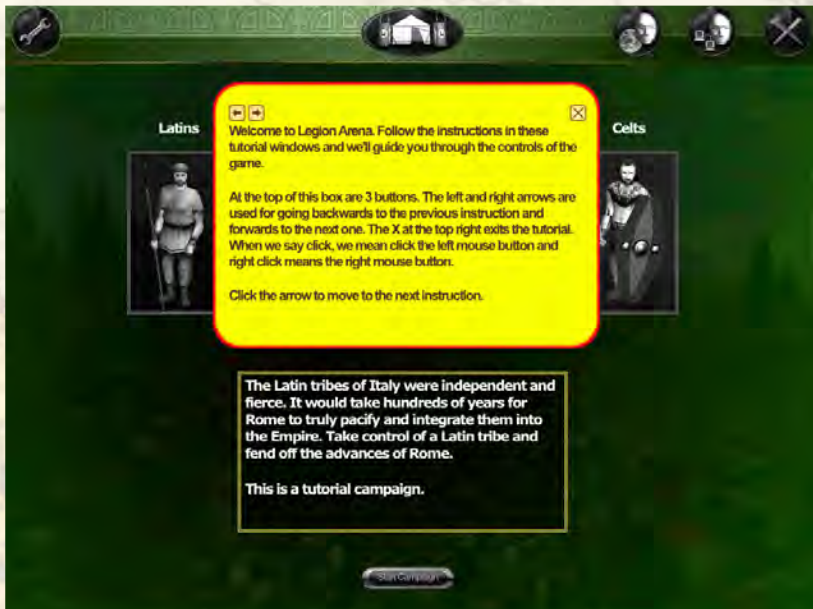 Latins
Celts
Welcome to Legion Arena. Follow the instructions in these
tutorial windows and we'll guide you through the controls of the
game.
At the top of this box are 3 buttons. The left and right arrows are
used for going backwards to the previous instruction and
forwards to the next one. The X at the top right exits the tutorial.
When we say click, we mean click the left mouse button and
right click means the right mouse button.
Click the arrow to move to the next instruction.
The Latin tribes of Italy were independent and
fierce. It would take hundreds of years for
Rome to truly pacify and integrate them into
the Empire. Take control of a Latin tribe and
fend off the advances of Rome.
This is a tutorial campaign.
Start Campaign